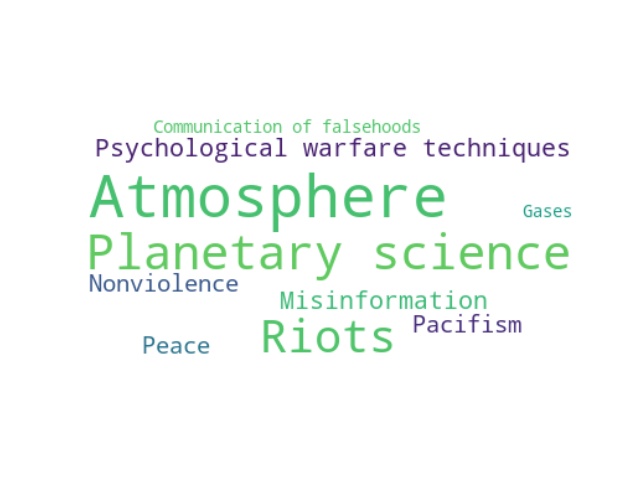 Communication of falsehoods
Psychological warfare techniques
Atmosphere
Gases
Planetary science
Nonviolence
Misinformation
Riots
Pacifism
Peace